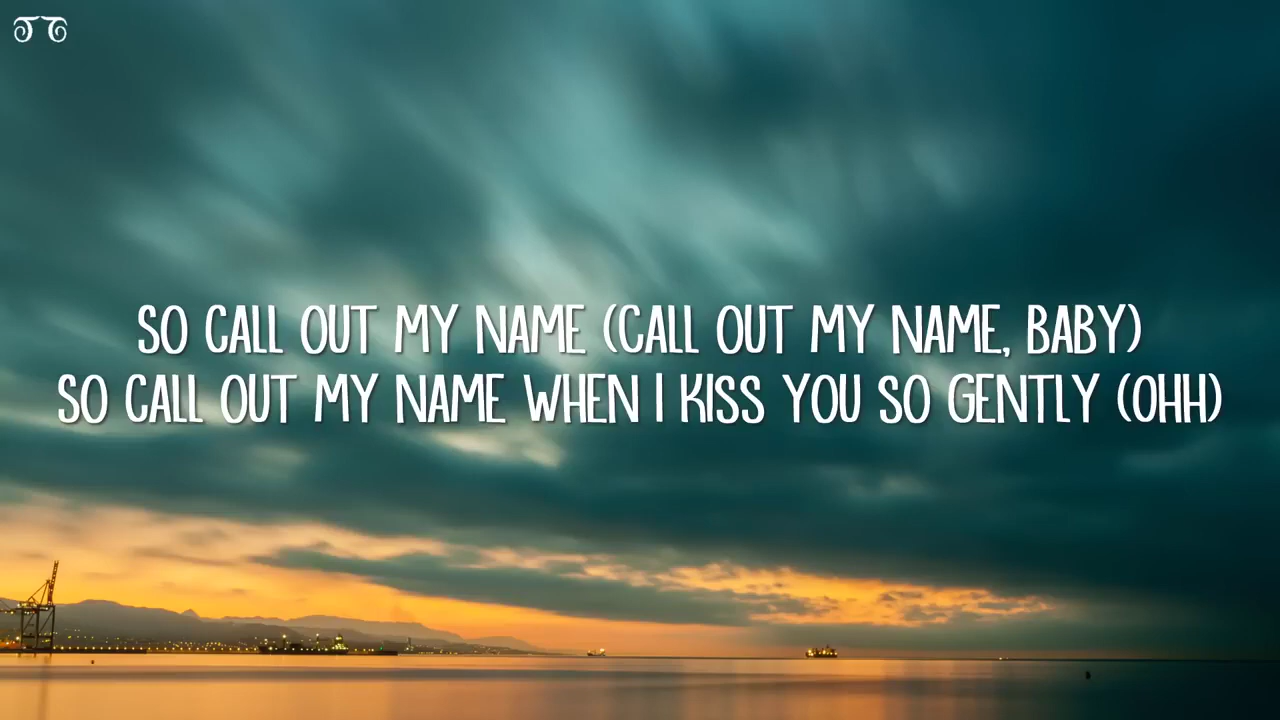 SO CALL OUT MY NAME (CALL OUT MY NAME, BABY)
SO CALL OUT MY NAME WHEN I KISS YOU SO GENTLY (OHH)